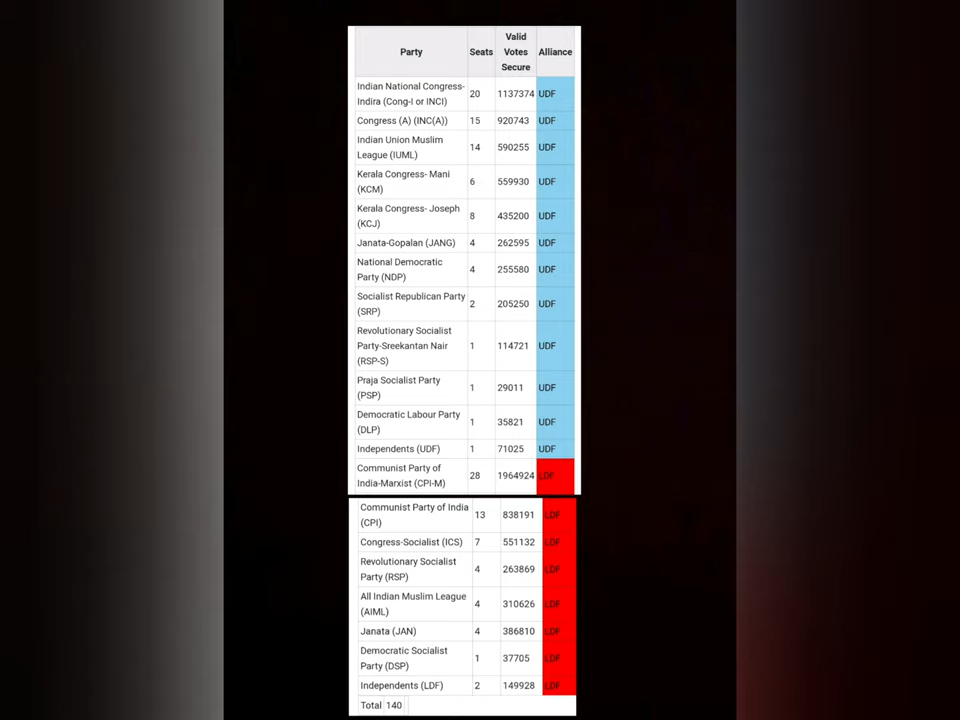 Party Seats Valid Votes Secure Alliance
Indian National Congress- Indira (Cong-I or INCI) 20 1137374 UDF
Congress (A) (INC(A)) 15 920743 UDF
Indian Union Muslim League (IUML) 14 590255 UDF
Kerala Congress- Mani (KCM) 6 559930 UDF
Kerala Congress- Joseph (KCJ) 8 435200 UDF
Janata-Gopalan (JANG) 4 262595 UDF
National Democratic Party (NDP) 4 255580 UDF
Socialist Republican Party (SRP) 2 205250 UDF
Revolutionary Socialist Party-Sreekantan Nair (RSP-S) 1 114721 UDF
Praja Socialist Party (PSP) 1 29011 UDF
Democratic Labour Party (DLP) 1 35821 UDF
Independents (UDF) 1 71025 UDF
Communist Party of India-Marxist (CPI-M) 28 1964924 LDF
Communist Party of India (CPI) 13 838191 LDF
Congress-Socialist (ICS) 7 551132 LDF
Revolutionary Socialist Party (RSP) 4 263869 LDF
All Indian Muslim League (AIML) 4 310626 LDF
Janata (JAN) 4 386810 LDF
Democratic Socialist Party (DSP) 1 37705 LDF
Independents (LDF) 2 149928 LDF
Total 140